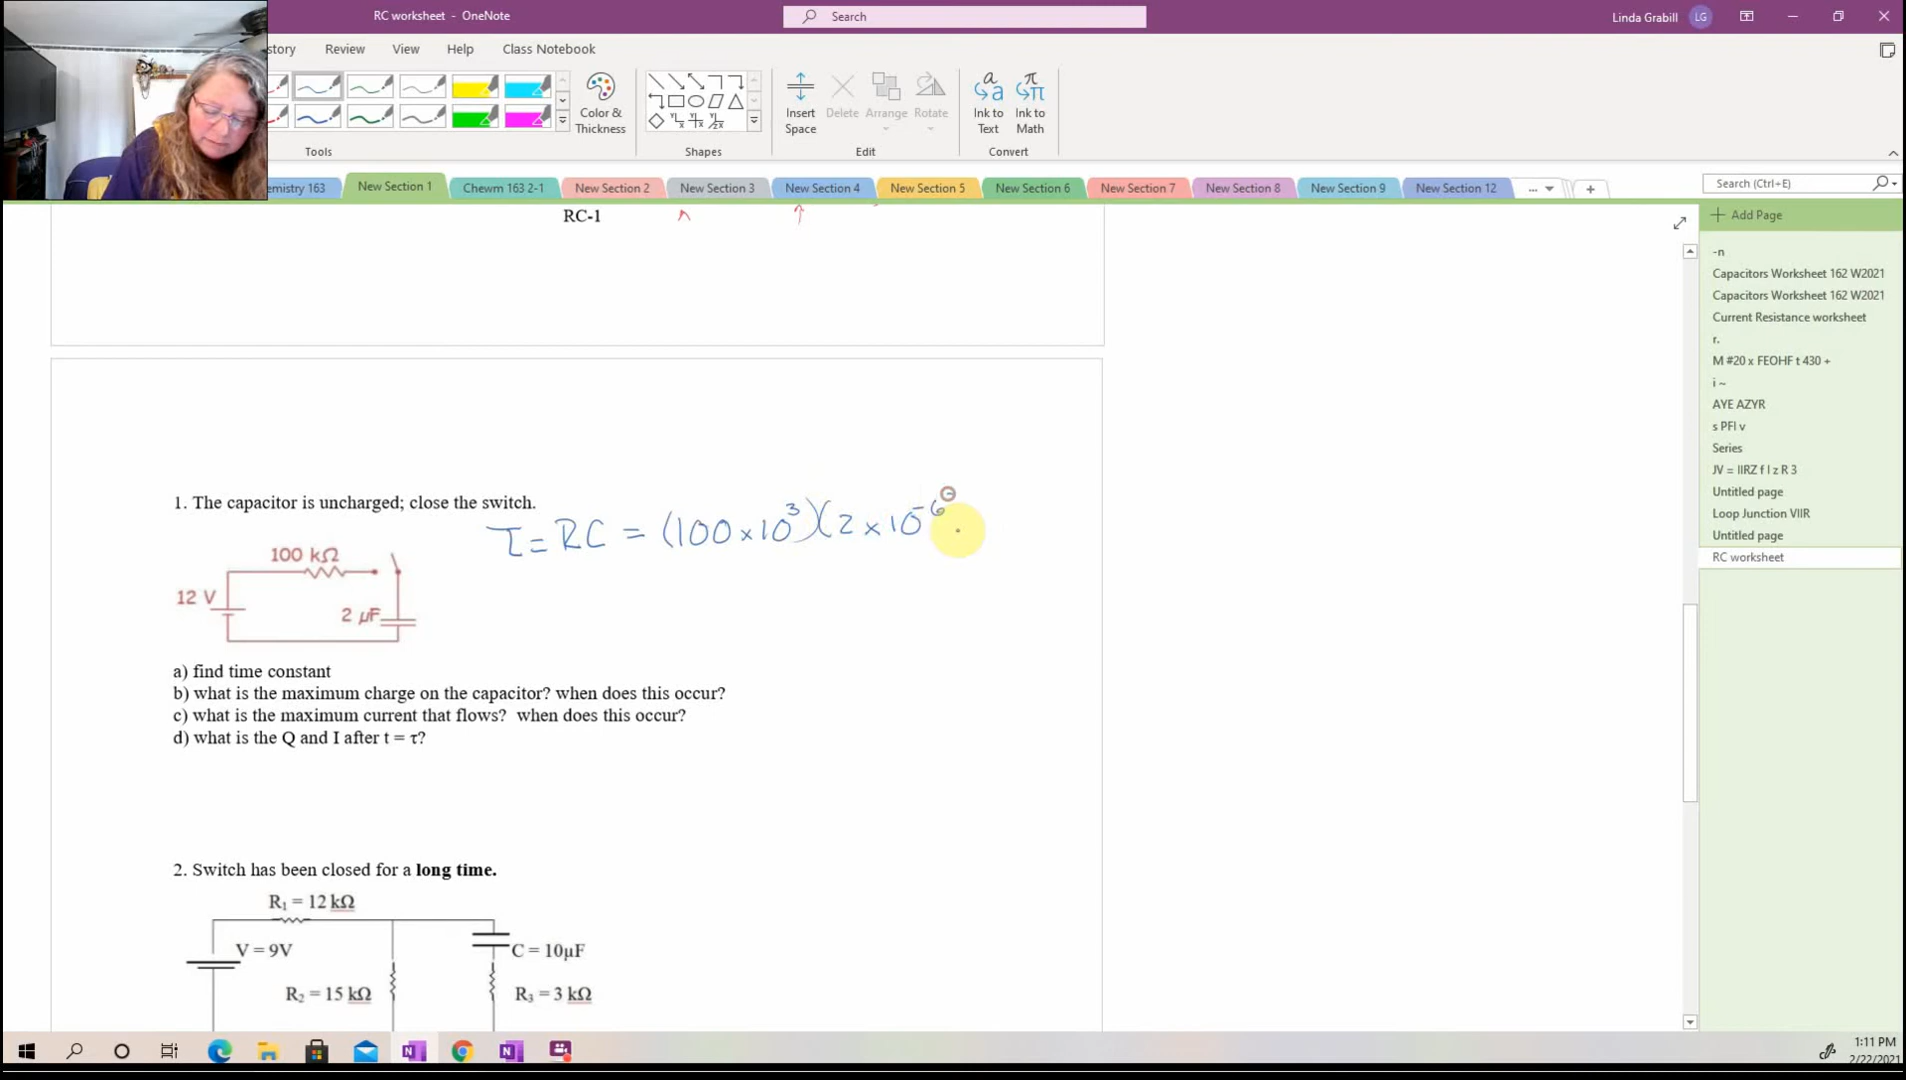 RC worksheet - OneNote
Search
Linda Grabill
LG
story
Review
View
Help
Class Notebook
Color &
Thickness
Insert
Space
Delete
Arrange
Rotate
Ink to
Text
Ink to
Math
Tools
Shapes
Edit
Convert
emistry 163
New Section 1
Chewm 163 2-1
New Section 2
New Section 3
New Section 4
New Section 5
New Section 6
New Section 7
New Section 8
New Section 9
New Section 12
...
Search (Ctrl+E)
Add Page
-n
Capacitors Worksheet 162 W2021
Capacitors Worksheet 162 W2021
Current Resistance worksheet
r.
M #20 x FEOHF t 430 +
i ~
AYE AZYR
s PFI v
Series
JV = IIRZ f l z R 3
Untitled page
Loop Junction VIIR
Untitled page
RC worksheet
RC-1
1. The capacitor is uncharged; close the switch.
τ = RC = (100 × 10³)(2 × 10⁻⁶
100 kΩ
12 V
2 µF
a) find time constant
b) what is the maximum charge on the capacitor? when does this occur?
c) what is the maximum current that flows?  when does this occur?
d) what is the Q and I after t = τ?
2. Switch has been closed for a long time.
R₁ = 12 kΩ
V = 9V
C = 10µF
R₂ = 15 kΩ
R₃ = 3 kΩ
1:11 PM
2/22/2021